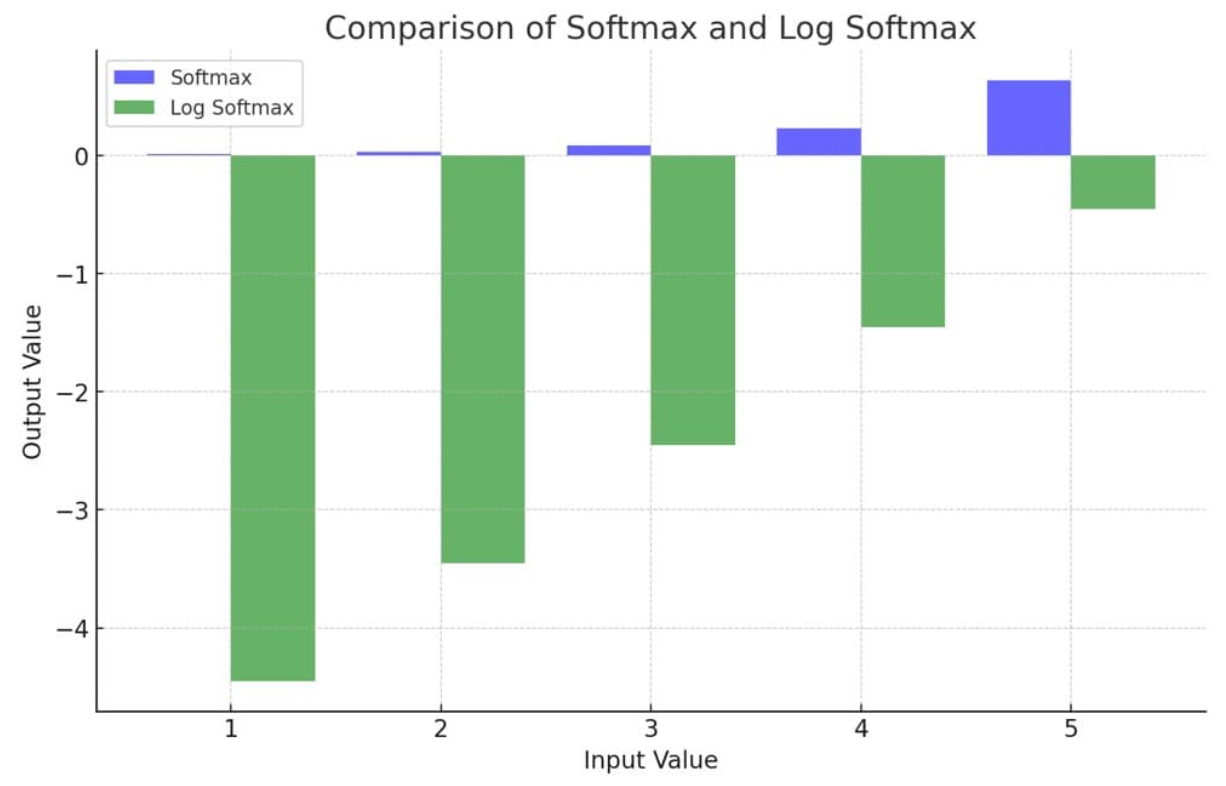 Comparison of Softmax and Log Softmax
Softmax
Log Softmax
0
−1
−2
−3
−4
Output Value
1 2 3 4 5
Input Value